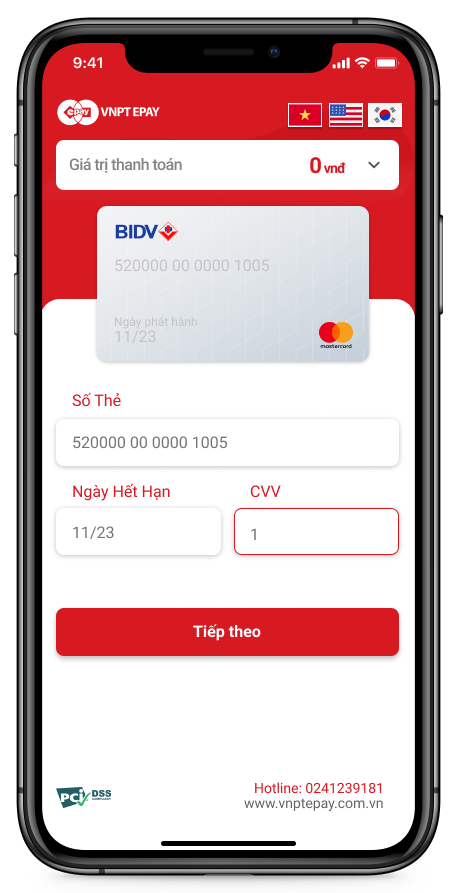 9:41
epay VNPT EPAY
Giá trị thanh toán 0 vnđ
BIDV
520000 00 0000 1005
Ngày phát hành
11/23
mastercard
Số Thẻ
520000 00 0000 1005
Ngày Hết Hạn CVV
11/23 1
Tiếp theo
PCI DSS
COMPLIANT
Hotline: 0241239181
www.vnptepay.com.vn